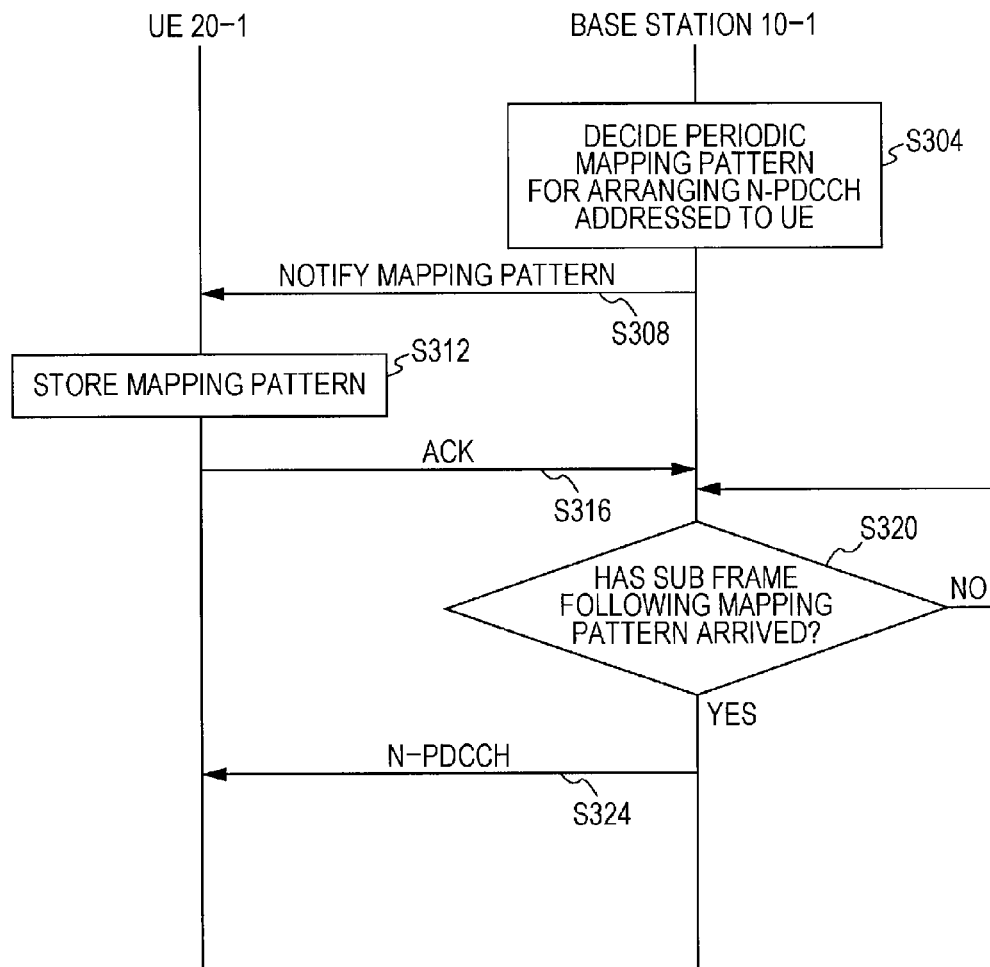 UE 20-1
BASE STATION 10-1
DECIDE PERIODIC
MAPPING PATTERN
FOR ARRANGING N-PDCCH
ADDRESSED TO UE
S304
NOTIFY MAPPING PATTERN
S308
S312
STORE MAPPING PATTERN
ACK
S316
S320
HAS SUB FRAME
FOLLOWING MAPPING
PATTERN ARRIVED?
NO
YES
N-PDCCH
S324